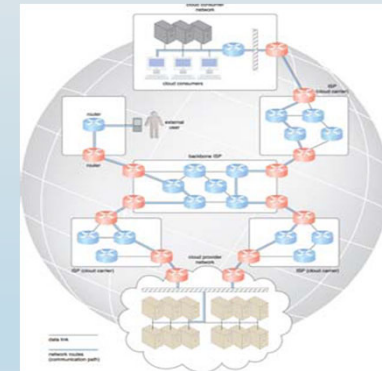 cloud consumer
network
cloud consumers
ISP
(cloud carrier)
router
external
user
router
backbone ISP
cloud provider
network
ISP (cloud carrier)
ISP (cloud carrier)
data link
network routes
(communication path)